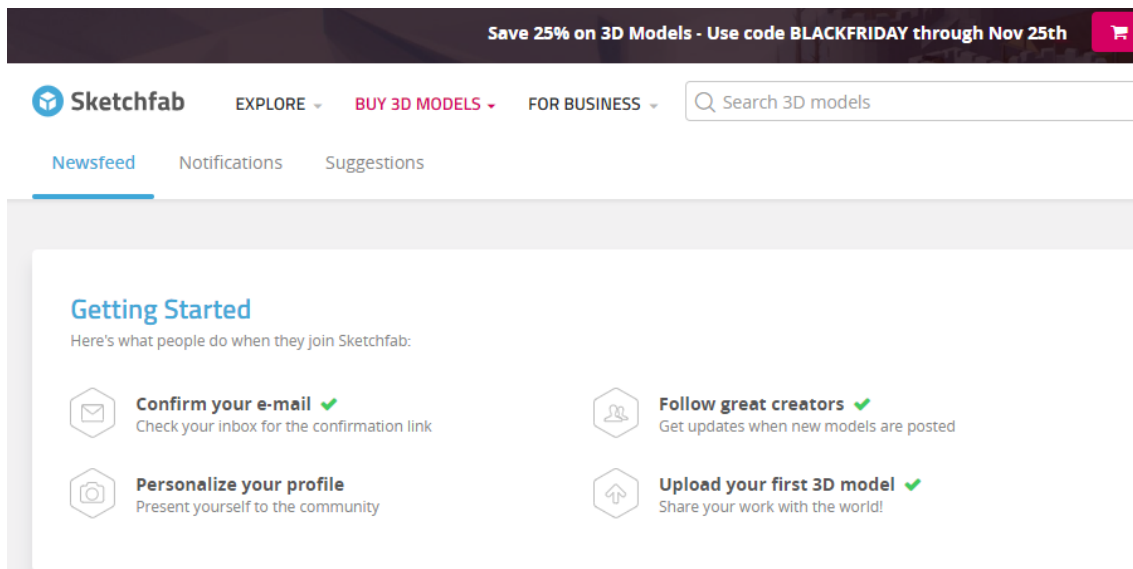 Save 25% on 3D Models - Use code BLACKFRIDAY through Nov 25th
Sketchfab EXPLORE BUY 3D MODELS FOR BUSINESS Search 3D models
Newsfeed Notifications Suggestions
Getting Started
Here's what people do when they join Sketchfab:
Confirm your e-mail
Check your inbox for the confirmation link
Follow great creators
Get updates when new models are posted
Personalize your profile
Present yourself to the community
Upload your first 3D model
Share your work with the world!